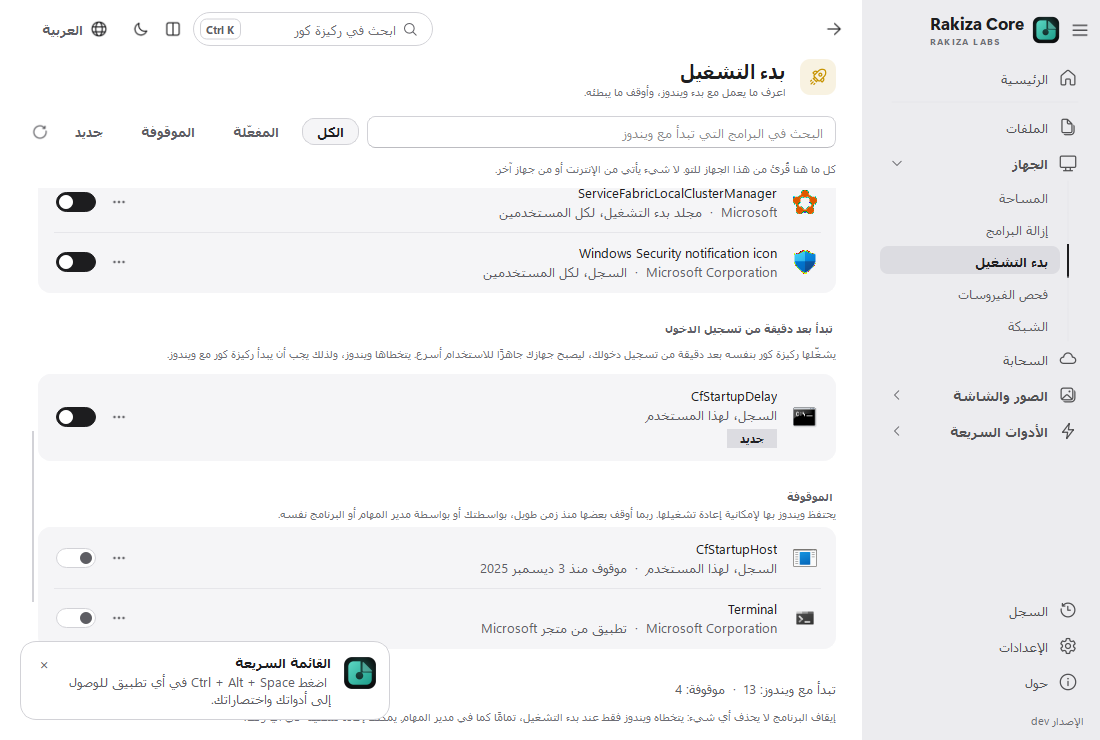 Rakiza Core
RAKIZA LABS
الرئيسية
الملفات
الجهاز
المساحة
إزالة البرامج
بدء التشغيل
فحص الفيروسات
الشبكة
السحابة
الصور والشاشة
الأدوات السريعة
السجل
الإعدادات
حول
الإصدار dev
ابحث في ركيزة كور
Ctrl K
العربية
بدء التشغيل
اعرف ما يعمل مع بدء ويندوز، وأوقف ما يبطئه.
البحث في البرامج التي تبدأ مع ويندوز
الكل
المفعّلة
الموقوفة
جديد
كل ما هنا قُرئ من هذا الجهاز للتو. لا شيء يأتي من الإنترنت أو من جهاز آخر.
ServiceFabricLocalClusterManager
Microsoft · مجلد بدء التشغيل، لكل المستخدمين
Windows Security notification icon
Microsoft Corporation · السجل، لكل المستخدمين
تبدأ بعد دقيقة من تسجيل الدخول
يشغّلها ركيزة كور بنفسه بعد دقيقة من تسجيل دخولك، ليصبح جهازك جاهزًا للاستخدام أسرع. يتخطاها ويندوز، ولذلك يجب أن يبدأ ركيزة كور مع ويندوز.
CfStartupDelay
السجل، لهذا المستخدم
جديد
الموقوفة
يحتفظ ويندوز بها لإمكانية إعادة تشغيلها. ربما أوقف بعضها منذ زمن طويل، بواسطتك أو بواسطة مدير المهام أو البرنامج نفسه.
CfStartupHost
السجل، لهذا المستخدم · موقوف منذ 3 ديسمبر 2025
Terminal
Microsoft Corporation · تطبيق من متجر Microsoft
تبدأ مع ويندوز: 13 · موقوفة: 4
إيقاف البرنامج لا يحذف أي شيء: يتخطاه ويندوز فقط عند بدء التشغيل، تمامًا كما في مدير المهام.
القائمة السريعة
اضغط Ctrl + Alt + Space في أي تطبيق للوصول
إلى أدواتك واختصاراتك.